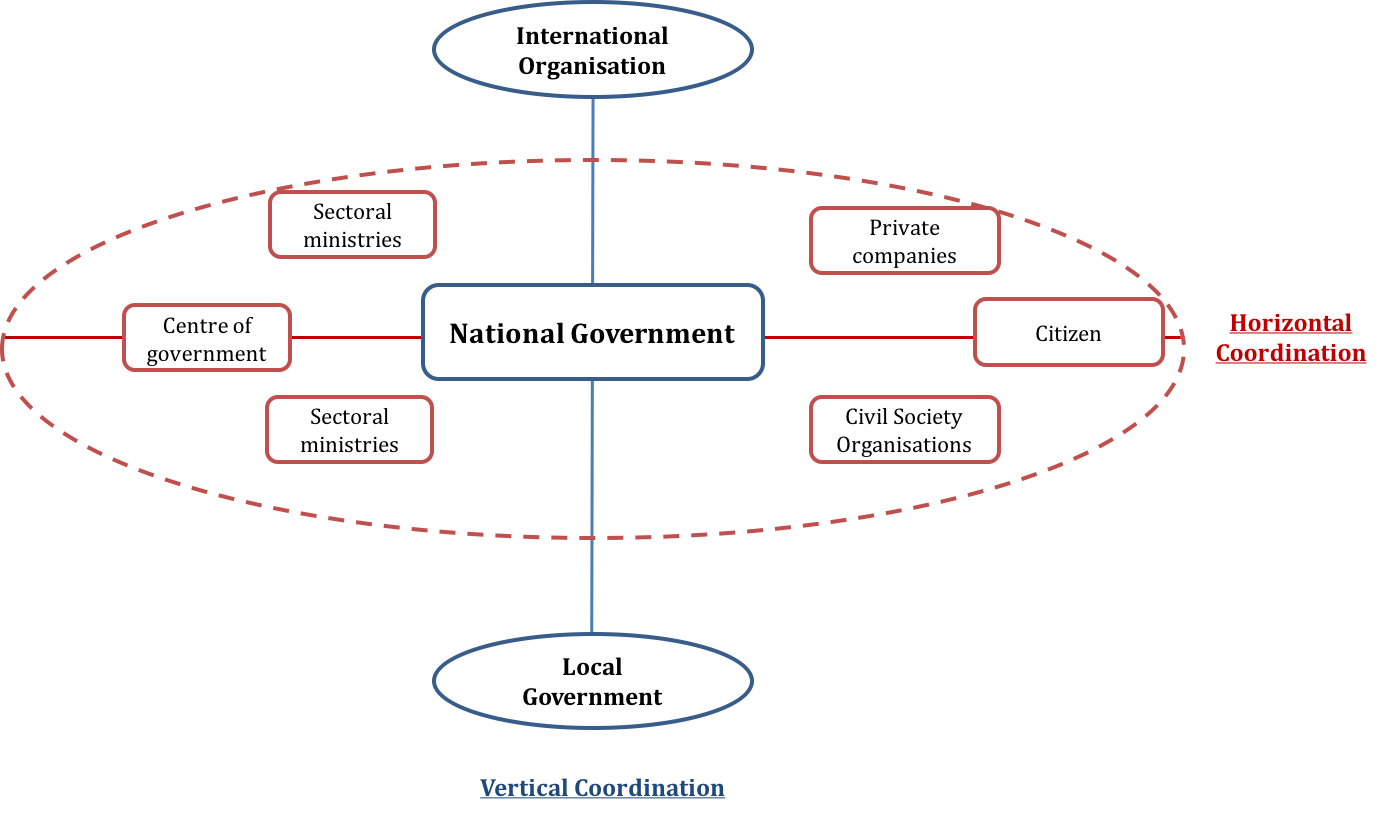 International
Organisation
Sectoral
ministries
Private
companies
Centre of
government
National Government
Citizen
Horizontal
Coordination
Sectoral
ministries
Civil Society
Organisations
Local
Government
Vertical Coordination